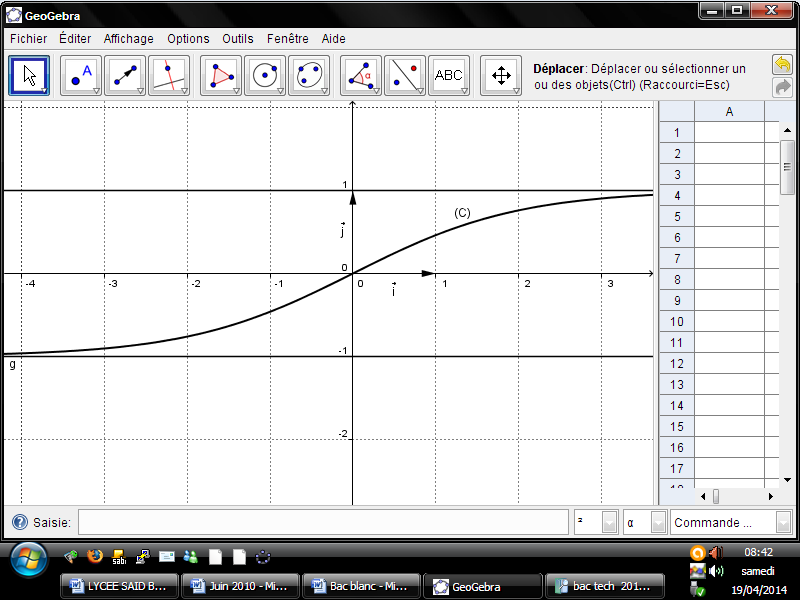 GeoGebra
Fichier Éditer Affichage Options Outils Fenêtre Aide
A α ABC
Déplacer: Déplacer ou sélectionner un
ou des objets(Ctrl) (Raccourci=Esc)
A
1
2
3
4
5
6
7
8
9
10
11
12
13
14
15
16
17
1
(C)
j
0
-4 -3 -2 -1 0 1 2 3
i
-1
g
-2
Saisie: ² α Commande ...
sabi
08:42
samedi
19/04/2014
LYCEE SAID B... Juin 2010 - Mi... Bac blanc - Mi... GeoGebra bac tech 201...